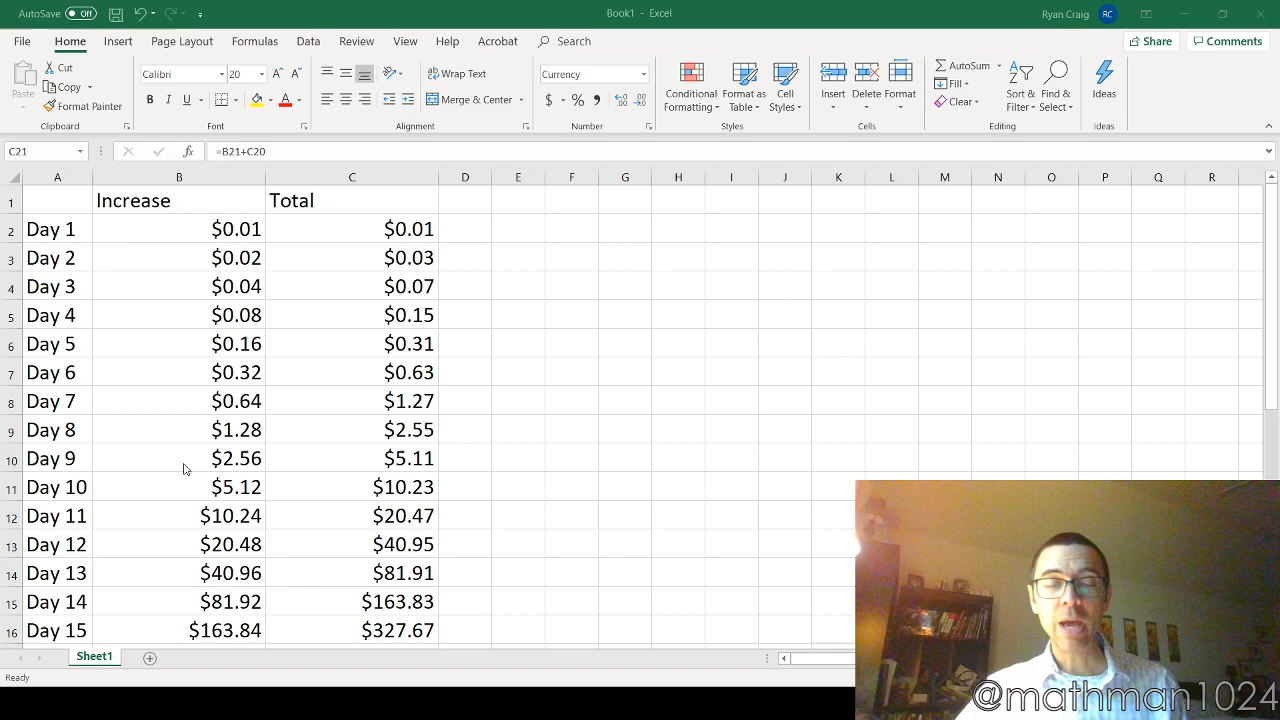 AutoSave Off Book1 - Excel Ryan Craig RC
File Home Insert Page Layout Formulas Data Review View Help Acrobat Search Share Comments
Paste Cut Copy Format Painter Clipboard
Calibri 20 A A B I U A Font
Wrap Text Merge & Center Alignment
Currency $ % , Number
Conditional Formatting Format as Table Cell Styles Styles
Insert Delete Format Cells
AutoSum Fill Clear Sort & Filter Find & Select Editing
Ideas Ideas
C21 fx =B21+C20
A B C D E F G H I J K L M N O P Q R
1 Increase Total
2 Day 1 $0.01 $0.01
3 Day 2 $0.02 $0.03
4 Day 3 $0.04 $0.07
5 Day 4 $0.08 $0.15
6 Day 5 $0.16 $0.31
7 Day 6 $0.32 $0.63
8 Day 7 $0.64 $1.27
9 Day 8 $1.28 $2.55
10 Day 9 $2.56 $5.11
11 Day 10 $5.12 $10.23
12 Day 11 $10.24 $20.47
13 Day 12 $20.48 $40.95
14 Day 13 $40.96 $81.91
15 Day 14 $81.92 $163.83
16 Day 15 $163.84 $327.67
Sheet1
Ready
@mathman1024